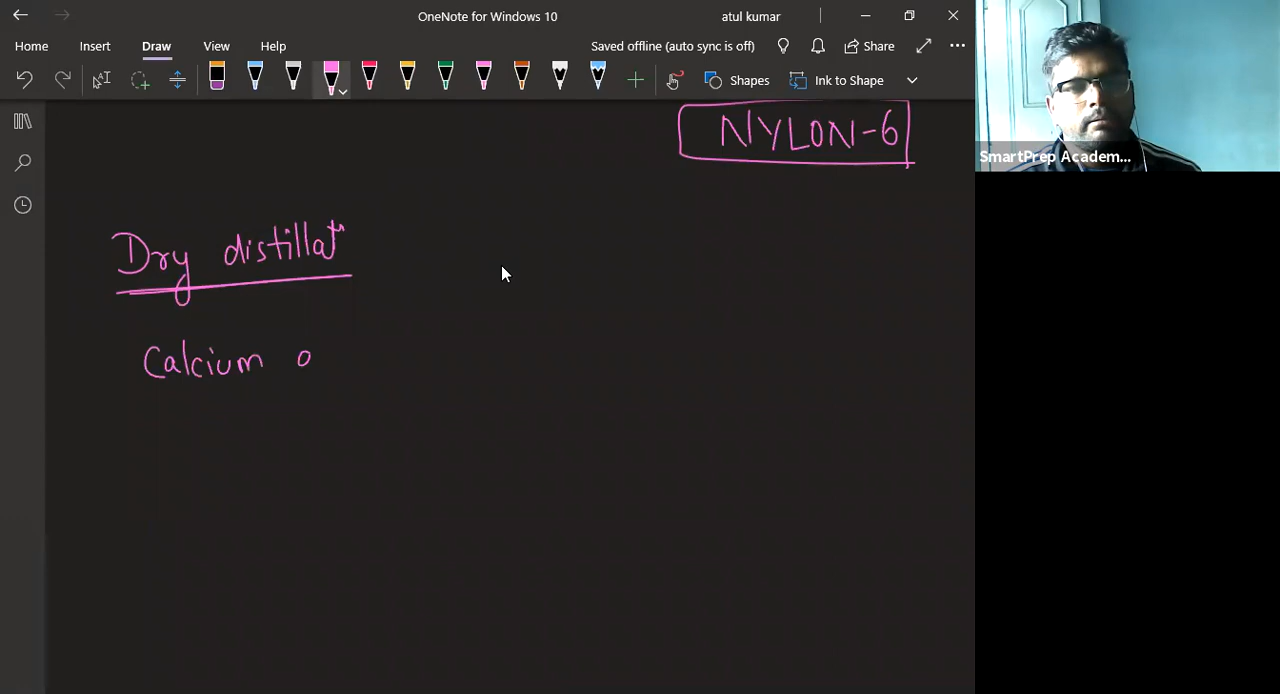 OneNote for Windows 10
atul kumar
Home Insert Draw View Help
Saved offline (auto sync is off)
Share
Shapes
Ink to Shape
SmartPrep Academ...
NYLON-6
Dry distillat
Calcium o